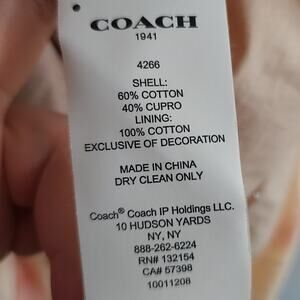 COACH
1941
4266
SHELL:
60% COTTON
40% CUPRO
LINING:
100% COTTON
EXCLUSIVE OF DECORATION
MADE IN CHINA
DRY CLEAN ONLY
Coach® Coach IP Holdings LLC.
10 HUDSON YARDS
NY, NY
888-262-6224
RN# 132154
CA# 57398
10011208